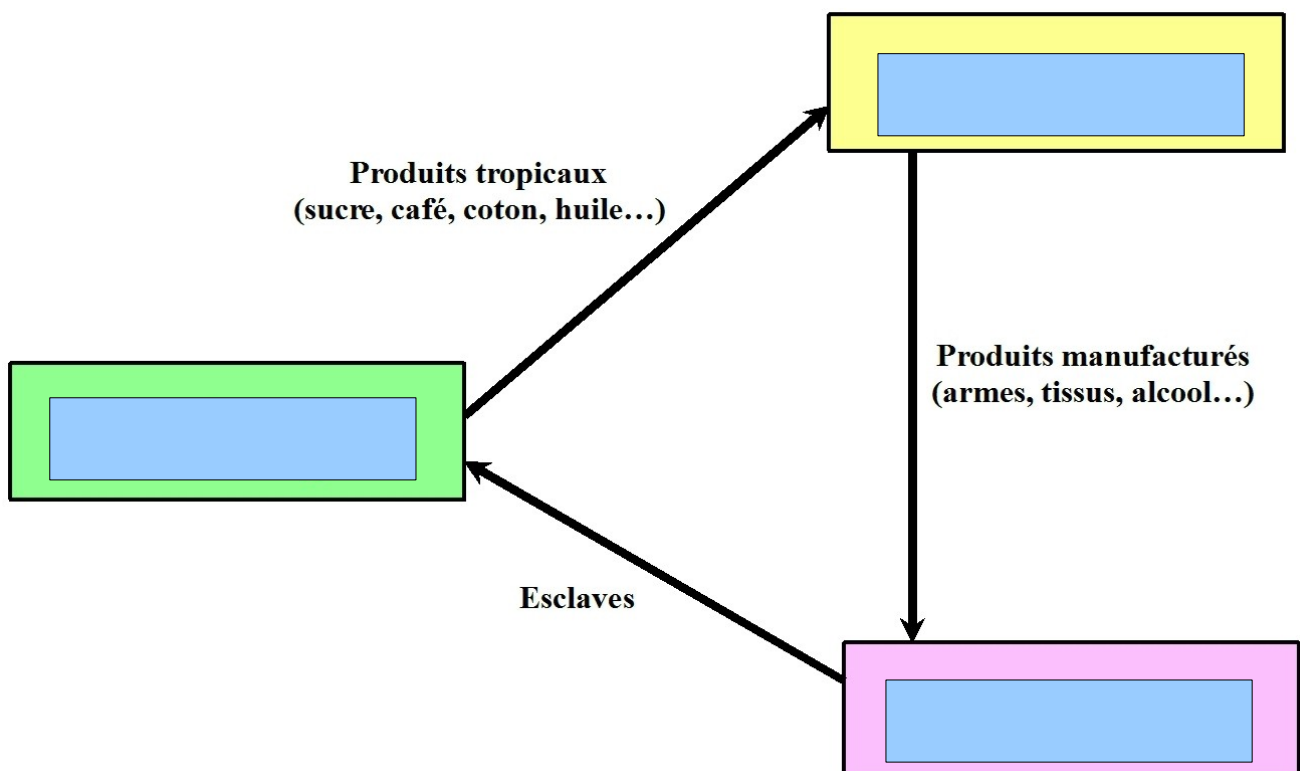 Produits tropicaux
(sucre, café, coton, huile…)
Produits manufacturés
(armes, tissus, alcool…)
Esclaves